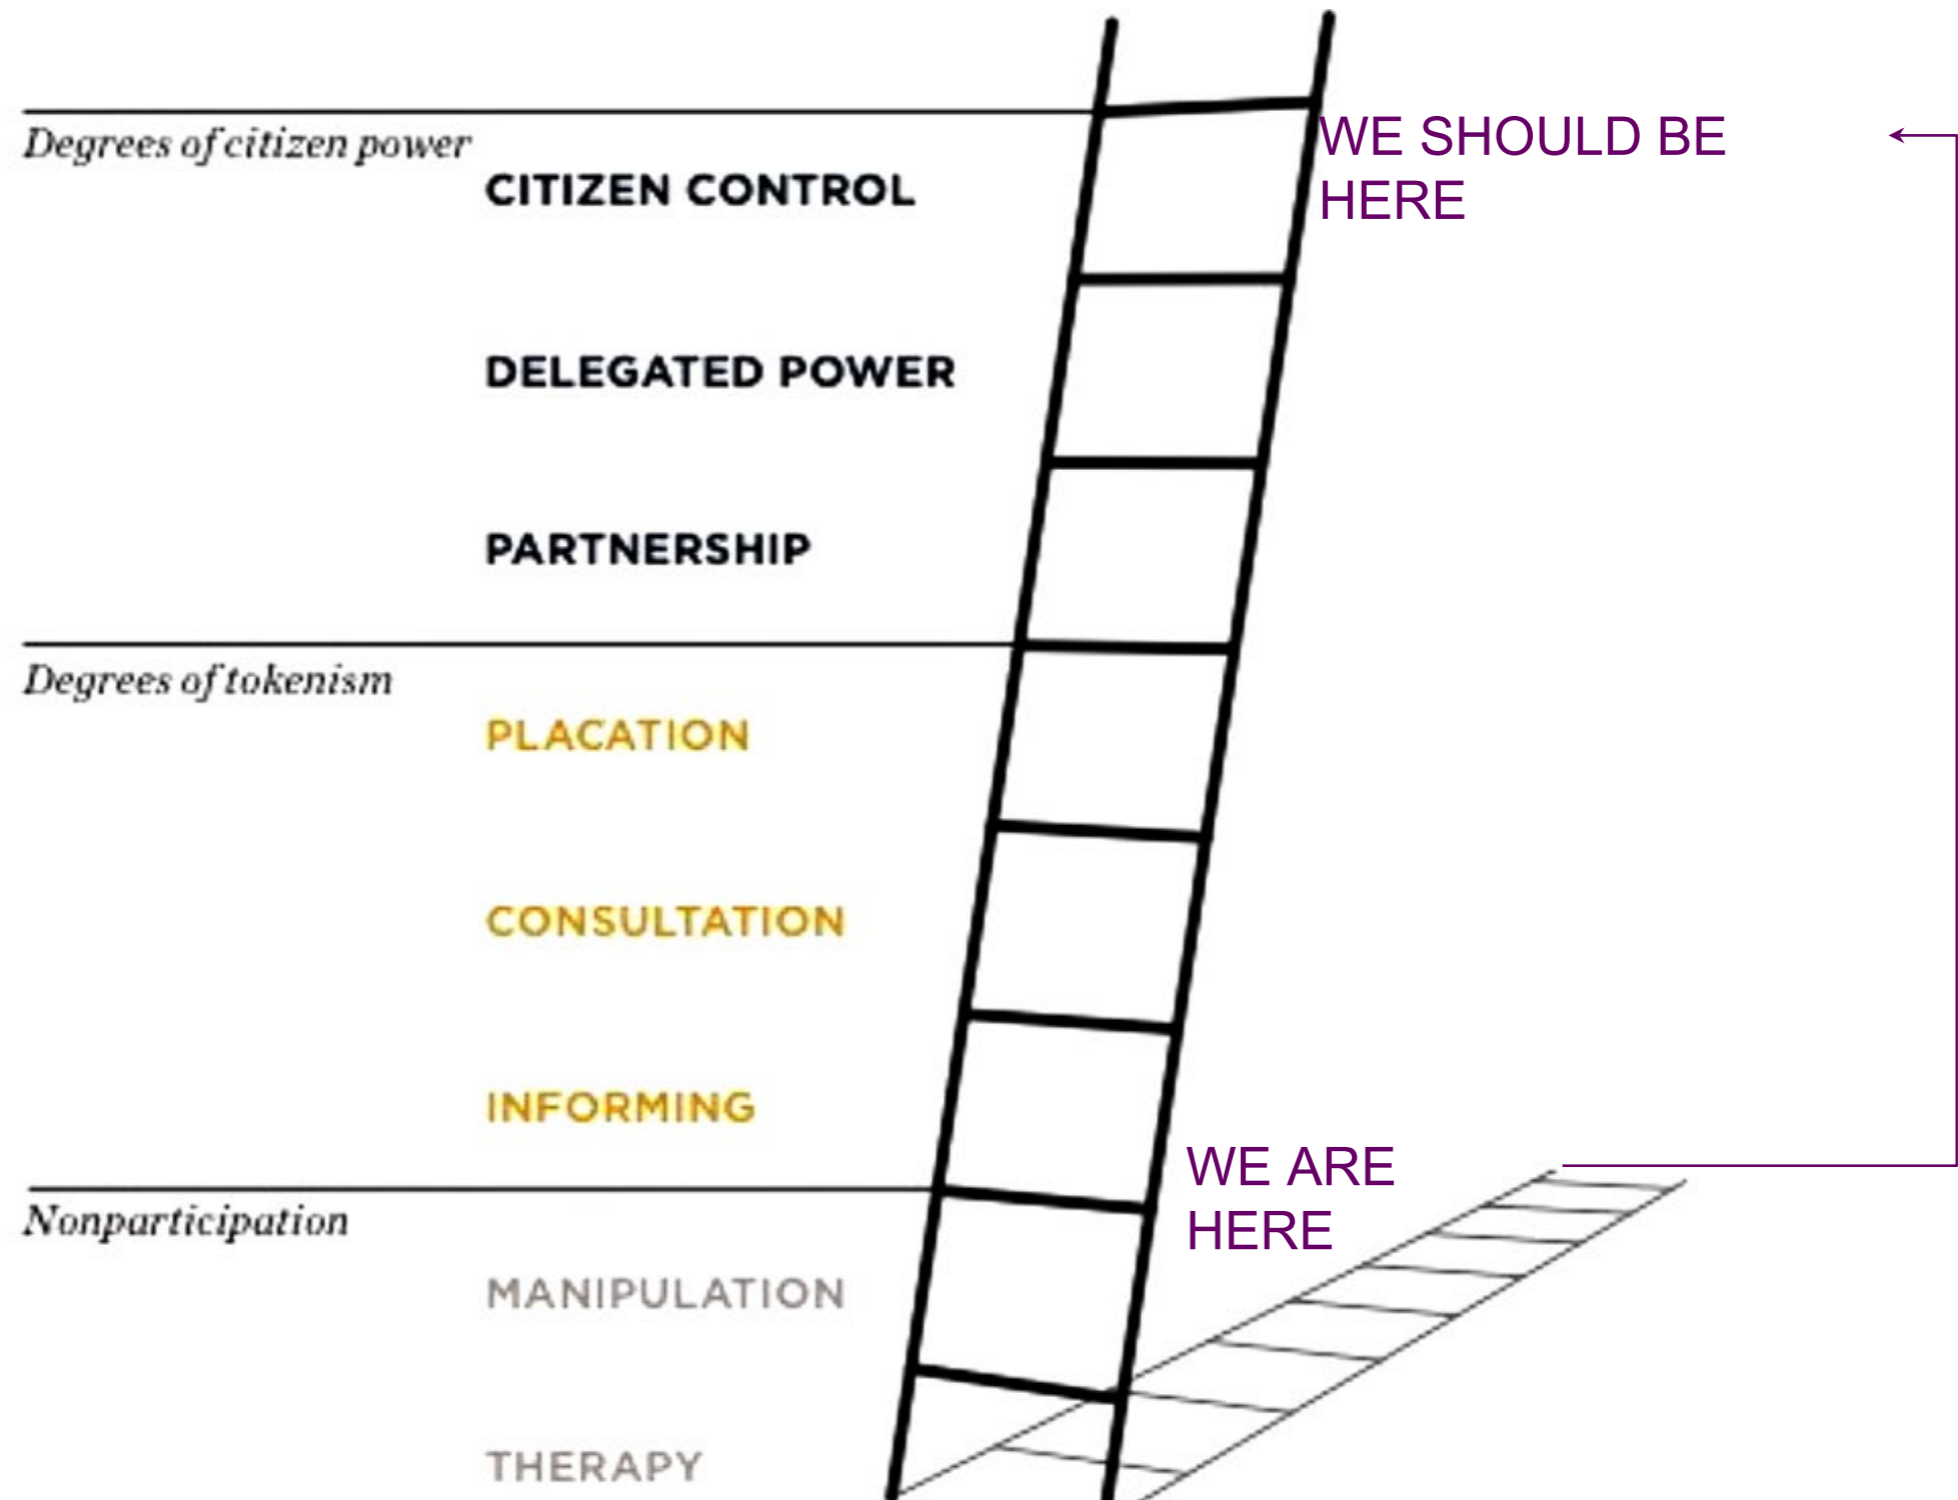 Degrees of citizen power
CITIZEN CONTROL
WE SHOULD BE
HERE
DELEGATED POWER
PARTNERSHIP
Degrees of tokenism
PLACATION
CONSULTATION
INFORMING
WE ARE
HERE
Nonparticipation
MANIPULATION
THERAPY